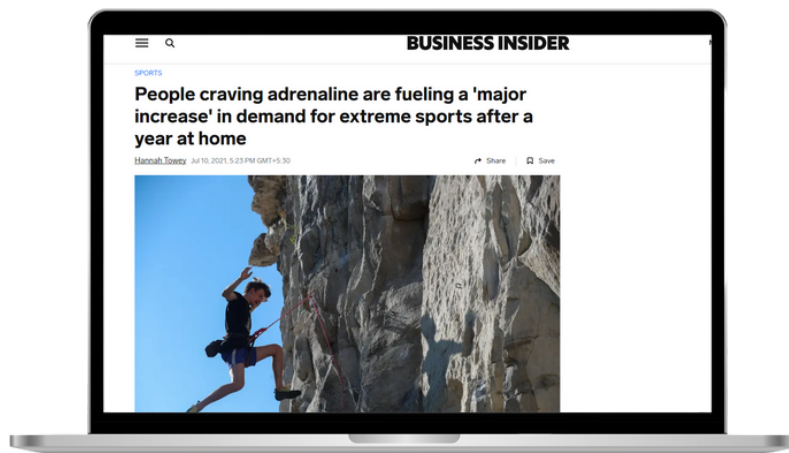 BUSINESS INSIDER
SPORTS
People craving adrenaline are fueling a 'major
increase' in demand for extreme sports after a
year at home
Hannah Towey Jul 10, 2021, 5:23 PM GMT+5:30
Share Save